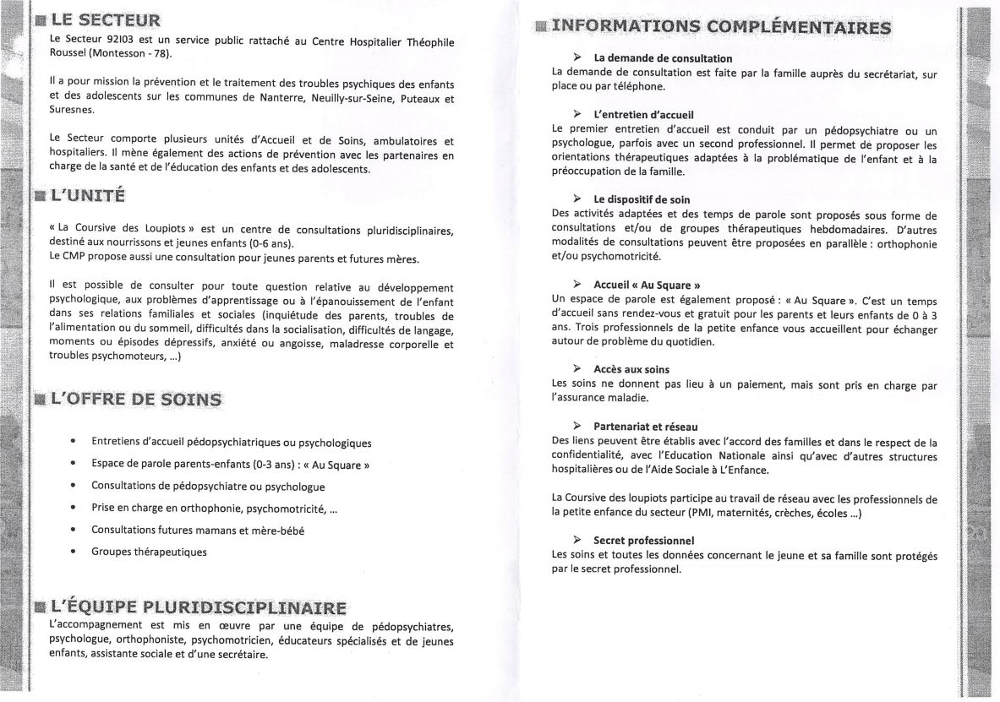 LE SECTEUR
Le Secteur 92I03 est un service public rattaché au Centre Hospitalier Théophile
Roussel (Montesson - 78).
Il a pour mission la prévention et le traitement des troubles psychiques des enfants
et des adolescents sur les communes de Nanterre, Neuilly-sur-Seine, Puteaux et
Suresnes.
Le Secteur comporte plusieurs unités d'Accueil et de Soins, ambulatoires et
hospitaliers. Il mène également des actions de prévention avec les partenaires en
charge de la santé et de l'éducation des enfants et des adolescents.
L'UNITÉ
« La Coursive des Loupiots » est un centre de consultations pluridisciplinaires,
destiné aux nourrissons et jeunes enfants (0-6 ans).
Le CMP propose aussi une consultation pour jeunes parents et futures mères.
Il est possible de consulter pour toute question relative au développement
psychologique, aux problèmes d'apprentissage ou à l'épanouissement de l'enfant
dans ses relations familiales et sociales (inquiétude des parents, troubles de
l'alimentation ou du sommeil, difficultés dans la socialisation, difficultés de langage,
moments ou épisodes dépressifs, anxiété ou angoisse, maladresse corporelle et
troubles psychomoteurs, ...)
L'OFFRE DE SOINS
• Entretiens d'accueil pédopsychiatriques ou psychologiques
• Espace de parole parents-enfants (0-3 ans) : « Au Square »
• Consultations de pédopsychiatre ou psychologue
• Prise en charge en orthophonie, psychomotricité, ...
• Consultations futures mamans et mère-bébé
• Groupes thérapeutiques
L'ÉQUIPE PLURIDISCIPLINAIRE
L'accompagnement est mis en œuvre par une équipe de pédopsychiatres,
psychologue, orthophoniste, psychomotricien, éducateurs spécialisés et de jeunes
enfants, assistante sociale et d'une secrétaire.
INFORMATIONS COMPLÉMENTAIRES
➢ La demande de consultation
La demande de consultation est faite par la famille auprès du secrétariat, sur
place ou par téléphone.
➢ L'entretien d'accueil
Le premier entretien d'accueil est conduit par un pédopsychiatre ou un
psychologue, parfois avec un second professionnel. Il permet de proposer les
orientations thérapeutiques adaptées à la problématique de l'enfant et à la
préoccupation de la famille.
➢ Le dispositif de soin
Des activités adaptées et des temps de parole sont proposés sous forme de
consultations et/ou de groupes thérapeutiques hebdomadaires. D'autres
modalités de consultations peuvent être proposées en parallèle : orthophonie
et/ou psychomotricité.
➢ Accueil « Au Square »
Un espace de parole est également proposé : « Au Square ». C'est un temps
d'accueil sans rendez-vous et gratuit pour les parents et leurs enfants de 0 à 3
ans. Trois professionnels de la petite enfance vous accueillent pour échanger
autour de problème du quotidien.
➢ Accès aux soins
Les soins ne donnent pas lieu à un paiement, mais sont pris en charge par
l'assurance maladie.
➢ Partenariat et réseau
Des liens peuvent être établis avec l'accord des familles et dans le respect de la
confidentialité, avec l'Education Nationale ainsi qu'avec d'autres structures
hospitalières ou de l'Aide Sociale à L'Enfance.
La Coursive des loupiots participe au travail de réseau avec les professionnels de
la petite enfance du secteur (PMI, maternités, crèches, écoles ...)
➢ Secret professionnel
Les soins et toutes les données concernant le jeune et sa famille sont protégés
par le secret professionnel.